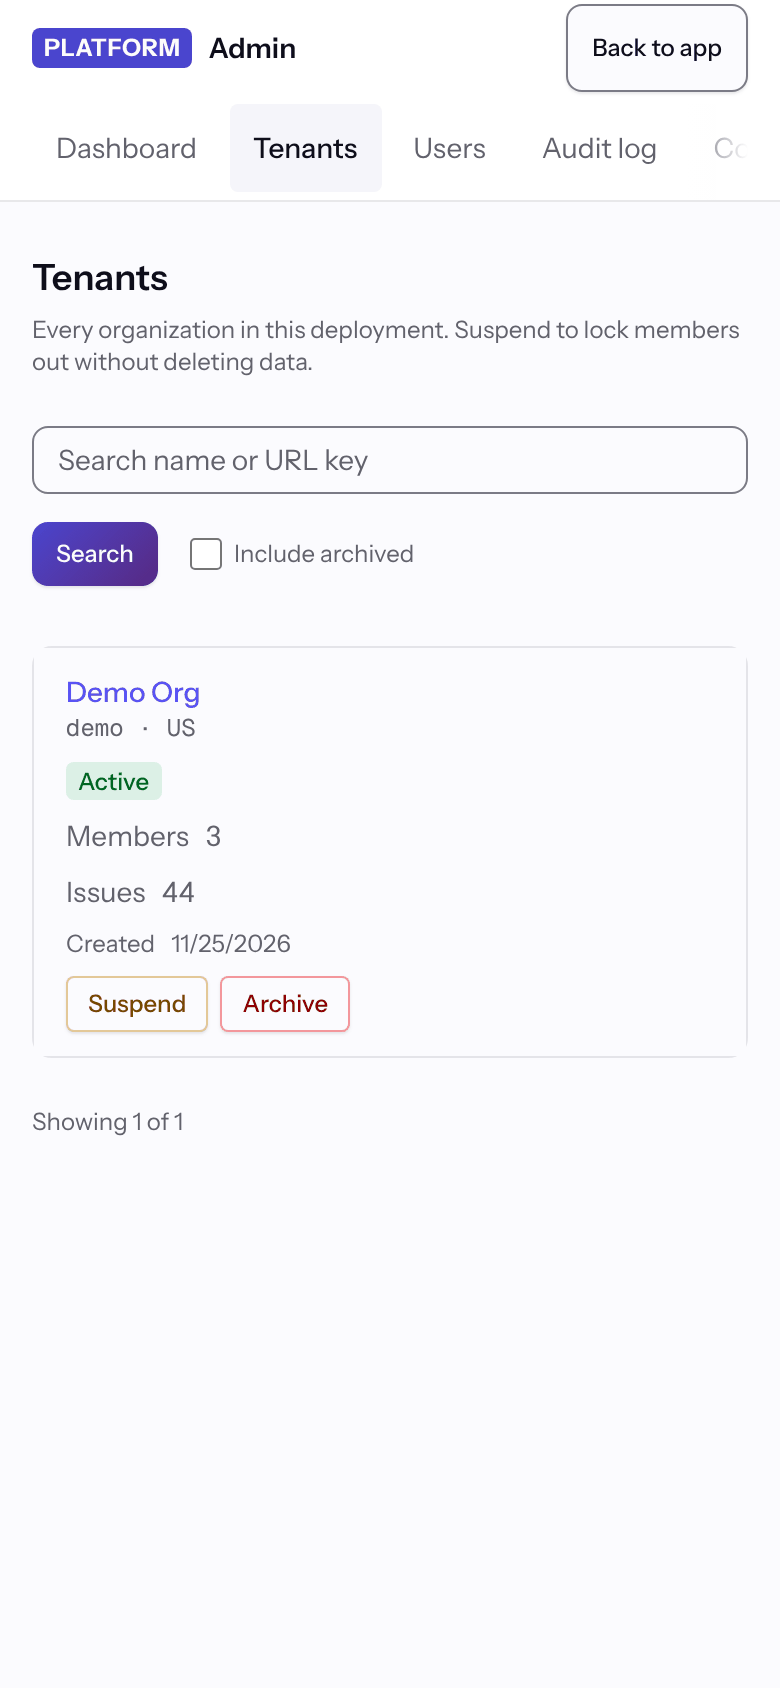 PLATFORM Admin
Back to app
Dashboard Tenants Users Audit log
Tenants
Every organization in this deployment. Suspend to lock members
out without deleting data.
Search name or URL key
Search Include archived
Demo Org
demo · US
Active
Members 3
Issues 44
Created 11/25/2026
Suspend Archive
Showing 1 of 1